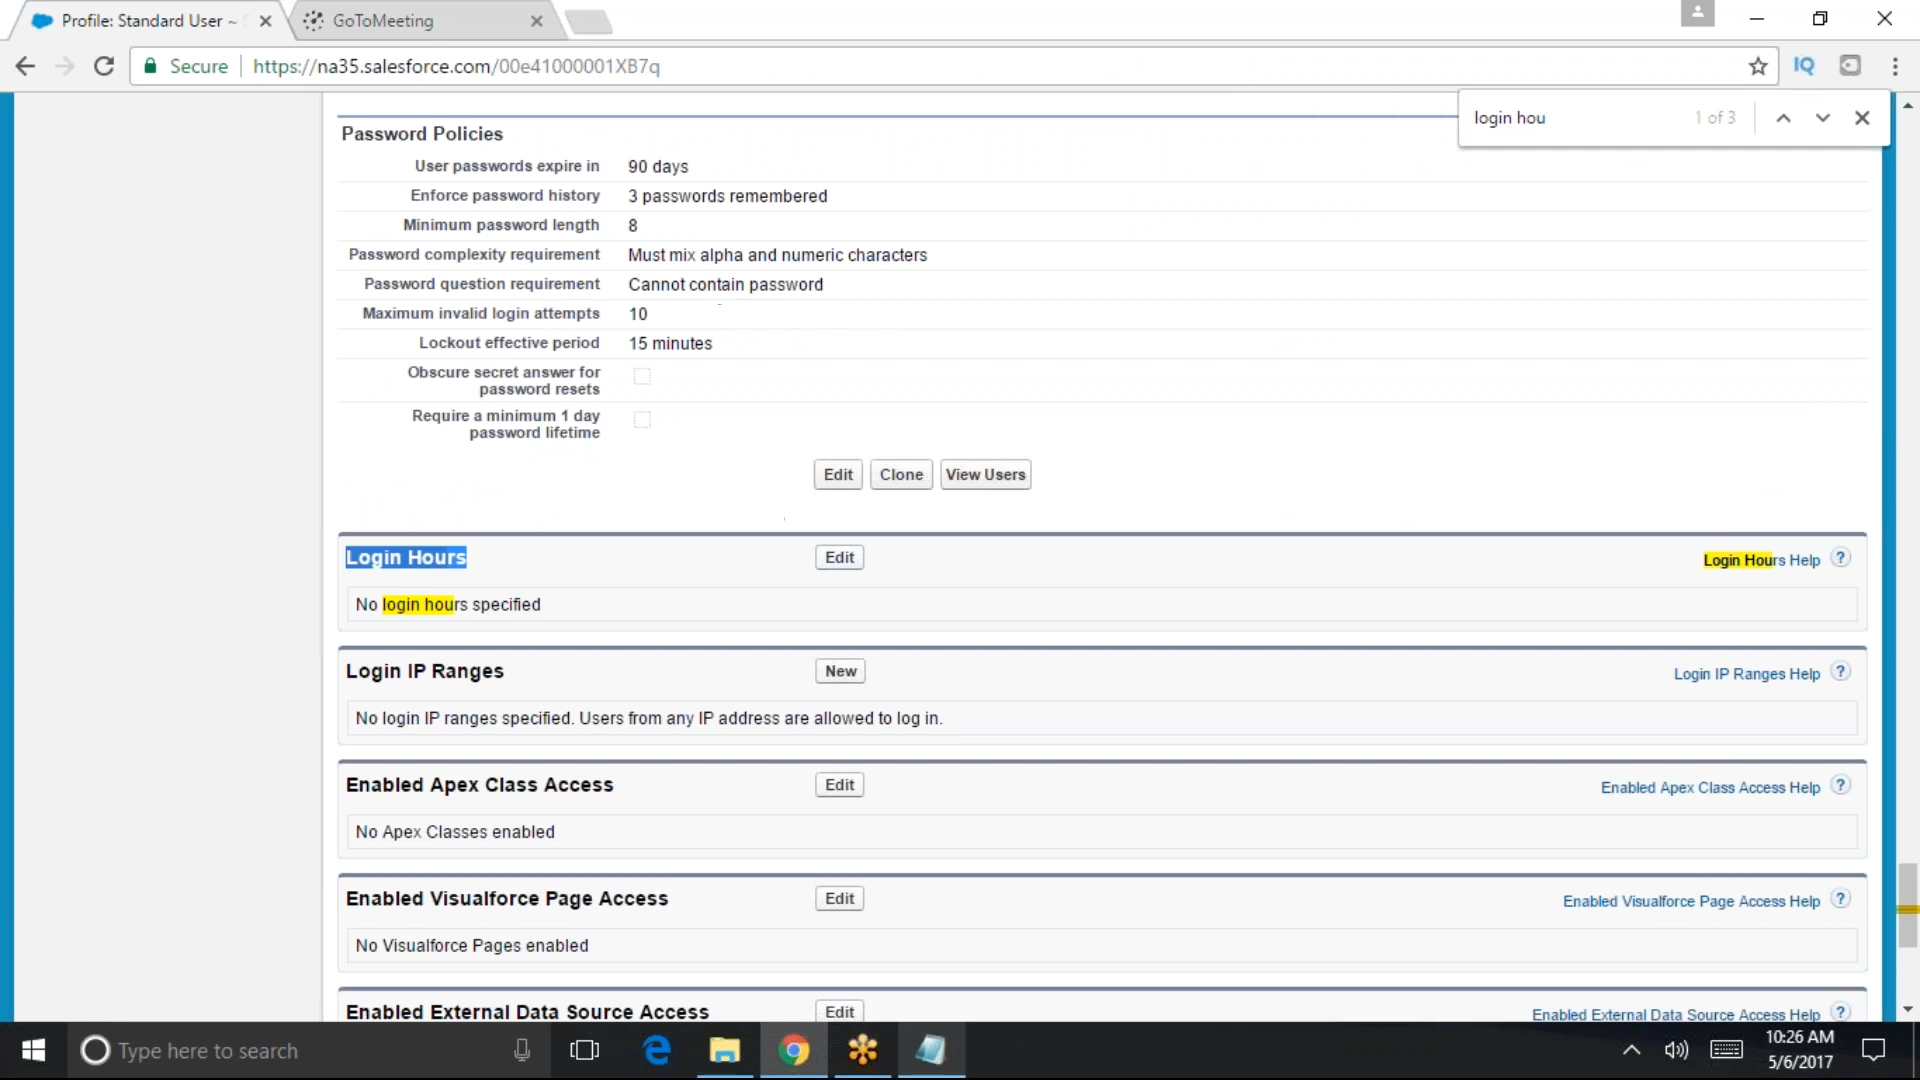 Profile: Standard User ~
GoToMeeting
Secure
https://na35.salesforce.com/00e41000001XB7q
IQ
login hou
1 of 3
Password Policies
User passwords expire in 90 days
Enforce password history 3 passwords remembered
Minimum password length 8
Password complexity requirement Must mix alpha and numeric characters
Password question requirement Cannot contain password
Maximum invalid login attempts 10
Lockout effective period 15 minutes
Obscure secret answer for
password resets
Require a minimum 1 day
password lifetime
Edit Clone View Users
Login Hours Edit Login Hours Help ?
No login hours specified
Login IP Ranges New Login IP Ranges Help ?
No login IP ranges specified. Users from any IP address are allowed to log in.
Enabled Apex Class Access Edit Enabled Apex Class Access Help ?
No Apex Classes enabled
Enabled Visualforce Page Access Edit Enabled Visualforce Page Access Help ?
No Visualforce Pages enabled
Enabled External Data Source Access Edit Enabled External Data Source Access Help ?
Type here to search
10:26 AM
5/6/2017